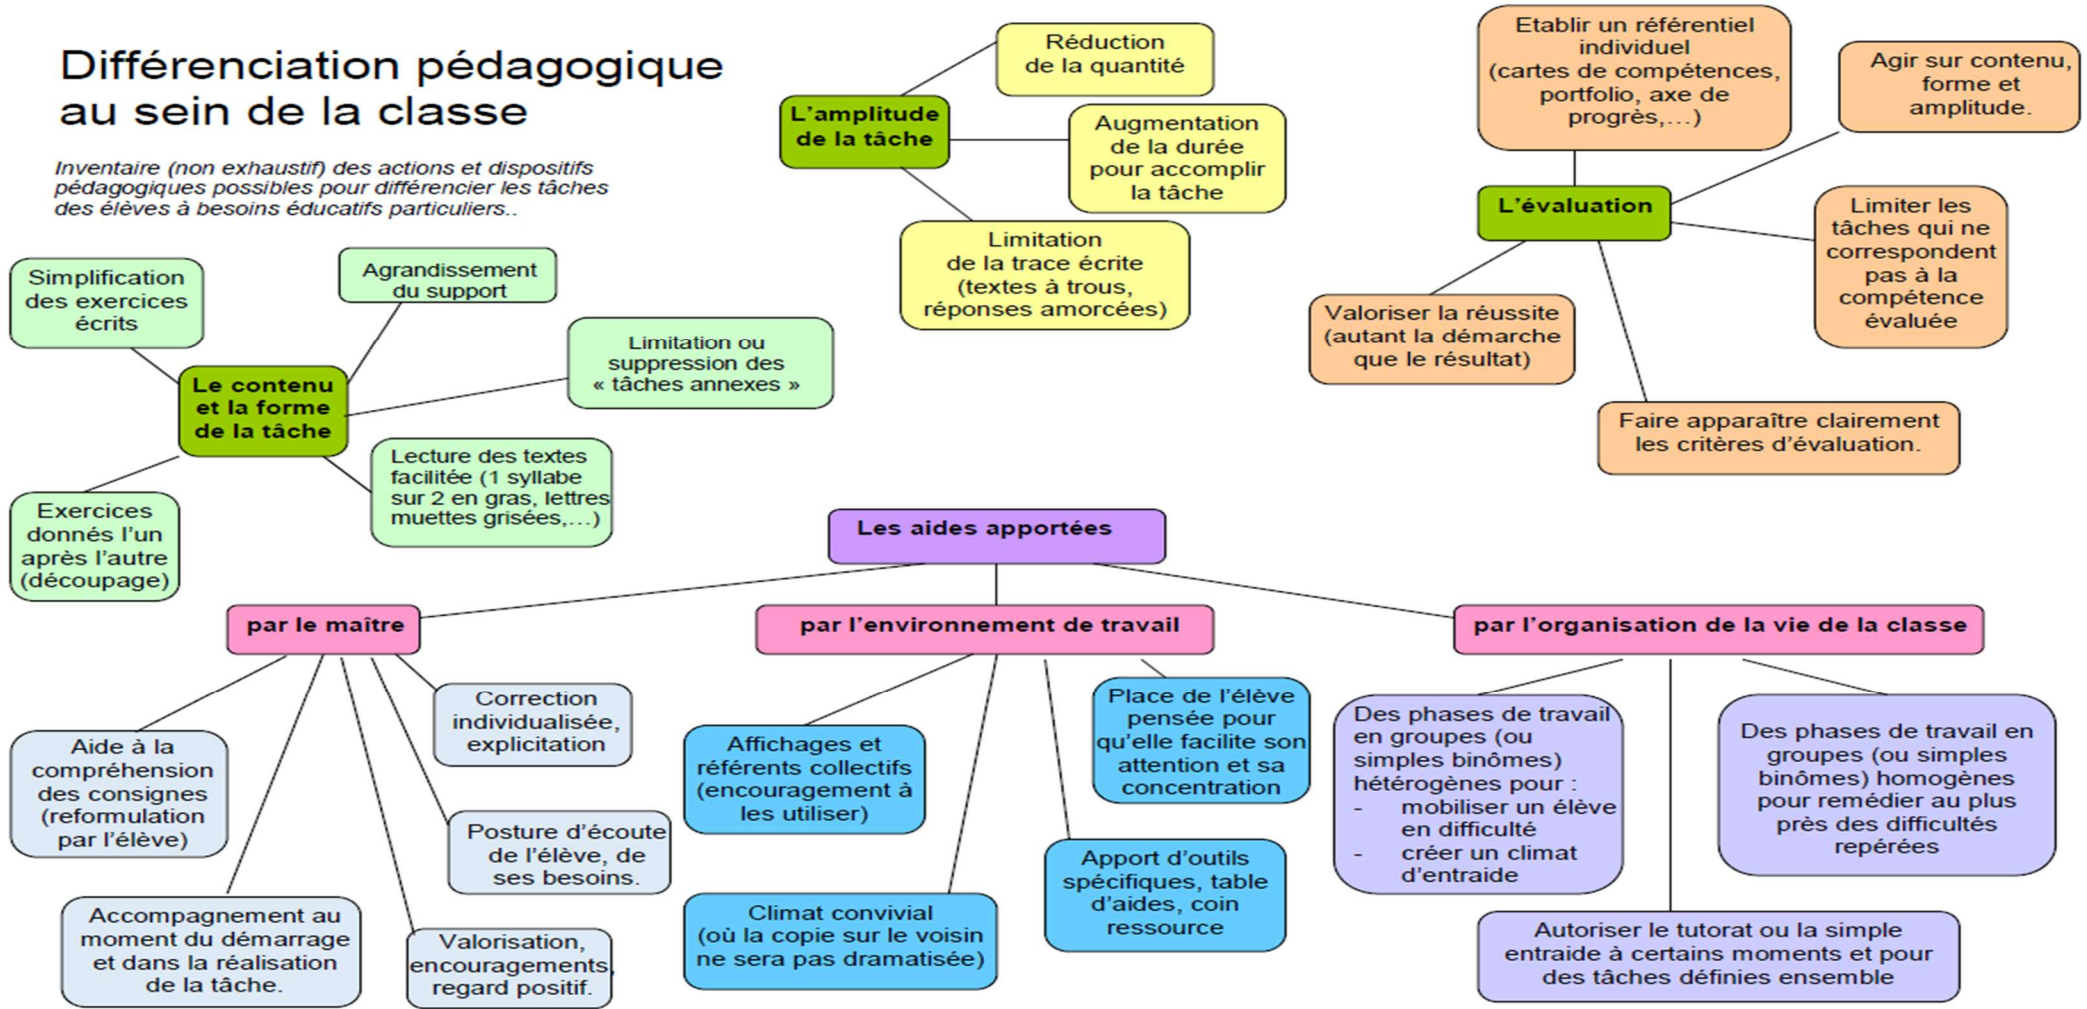 Différenciation pédagogique
au sein de la classe
Inventaire (non exhaustif) des actions et dispositifs
pédagogiques possibles pour différencier les tâches
des élèves à besoins éducatifs particuliers..
L'amplitude
de la tâche
Réduction
de la quantité
Augmentation
de la durée
pour accomplir
la tâche
Limitation
de la trace écrite
(textes à trous,
réponses amorcées)
L'évaluation
Etablir un référentiel
individuel
(cartes de compétences,
portfolio, axe de
progrès,...)
Agir sur contenu,
forme et
amplitude.
Limiter les
tâches qui ne
correspondent
pas à la
compétence
évaluée
Valoriser la réussite
(autant la démarche
que le résultat)
Faire apparaître clairement
les critères d'évaluation.
Le contenu
et la forme
de la tâche
Simplification
des exercices
écrits
Agrandissement
du support
Limitation ou
suppression des
« tâches annexes »
Lecture des textes
facilitée (1 syllabe
sur 2 en gras, lettres
muettes grisées,...)
Exercices
donnés l'un
après l'autre
(découpage)
Les aides apportées
par le maître
Aide à la
compréhension
des consignes
(reformulation
par l'élève)
Accompagnement au
moment du démarrage
et dans la réalisation
de la tâche.
Valorisation,
encouragements,
regard positif.
Posture d'écoute
de l'élève, de
ses besoins.
Correction
individualisée,
explicitation
par l'environnement de travail
Affichages et
référents collectifs
(encouragement à
les utiliser)
Climat convivial
(où la copie sur le voisin
ne sera pas dramatisée)
Apport d'outils
spécifiques, table
d'aides, coin
ressource
Place de l'élève
pensée pour
qu'elle facilite son
attention et sa
concentration
par l'organisation de la vie de la classe
Des phases de travail
en groupes (ou
simples binômes)
hétérogènes pour :
- mobiliser un élève
en difficulté
- créer un climat
d'entraide
Autoriser le tutorat ou la simple
entraide à certains moments et pour
des tâches définies ensemble
Des phases de travail en
groupes (ou simples
binômes) homogènes
pour remédier au plus
près des difficultés
repérées